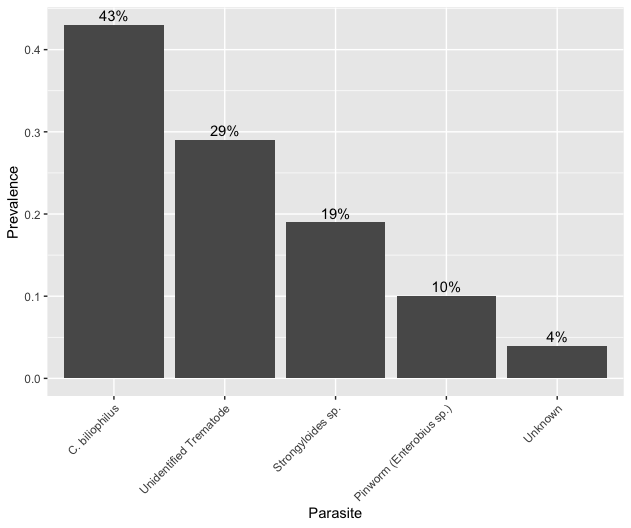 43%
29%
19%
10%
4%
0.4
0.3
0.2
0.1
0.0
Prevalence
C. biliophilus
Unidentified Trematode
Strongyloides sp.
Pinworm (Enterobius sp.)
Unknown
Parasite